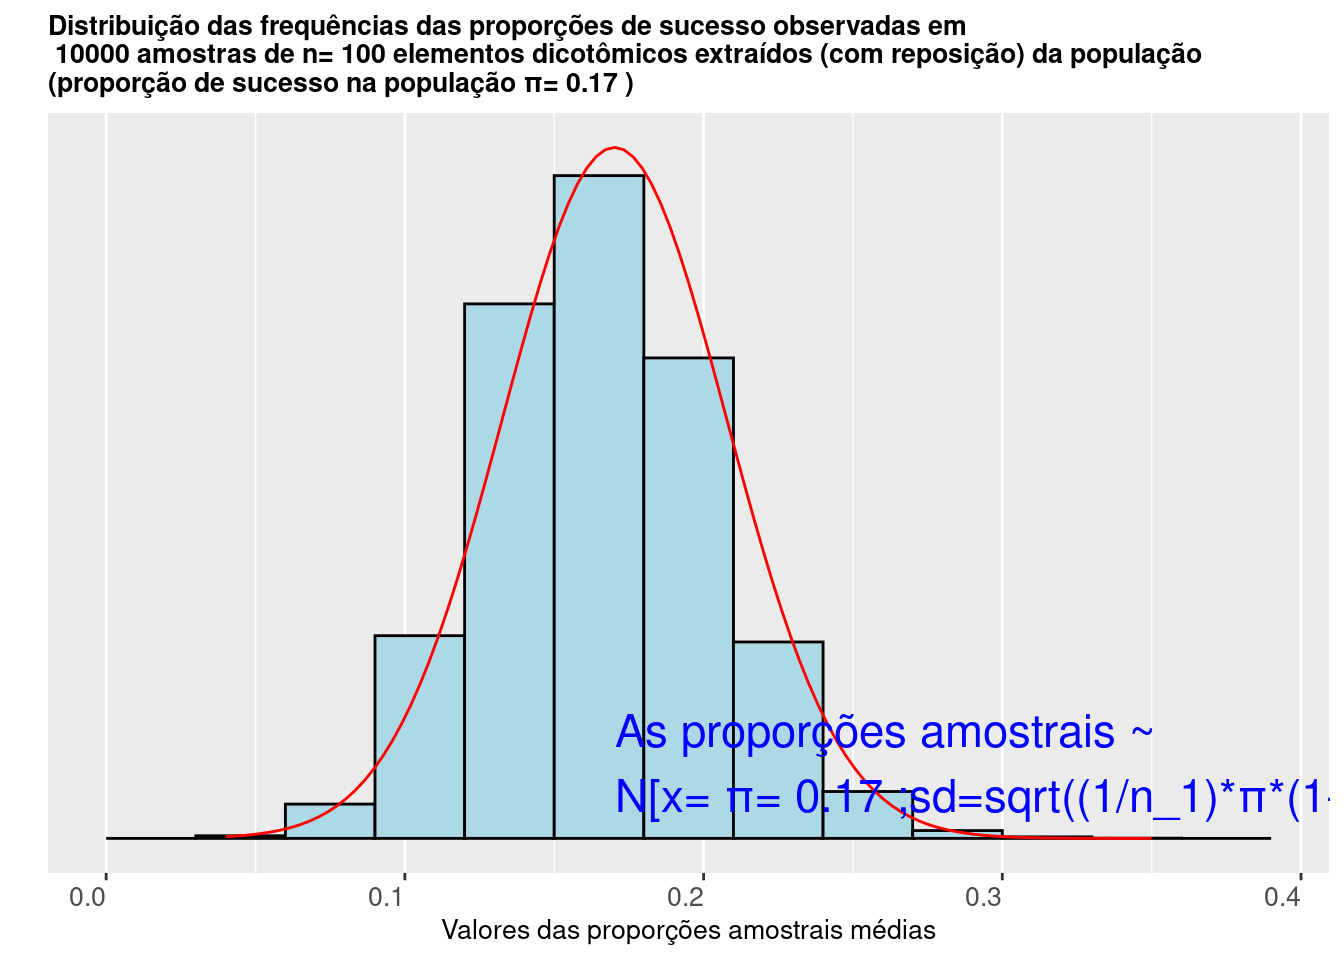 Distribuição das frequências das proporções de sucesso observadas em
10000 amostras de n= 100 elementos dicotômicos extraídos (com reposição) da população
(proporção de sucesso na população π= 0.17 )
As proporções amostrais ~
N[x= π= 0.17 ;sd=sqrt((1/n_1)*π*(1-
0.0 0.1 0.2 0.3 0.4
Valores das proporções amostrais médias